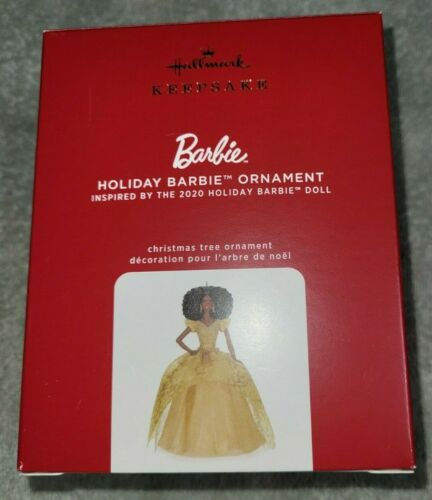 Hallmark
KEEPSAKE
Barbie
HOLIDAY BARBIE™ ORNAMENT
INSPIRED BY THE 2020 HOLIDAY BARBIE™ DOLL
christmas tree ornament
décoration pour l'arbre de noël